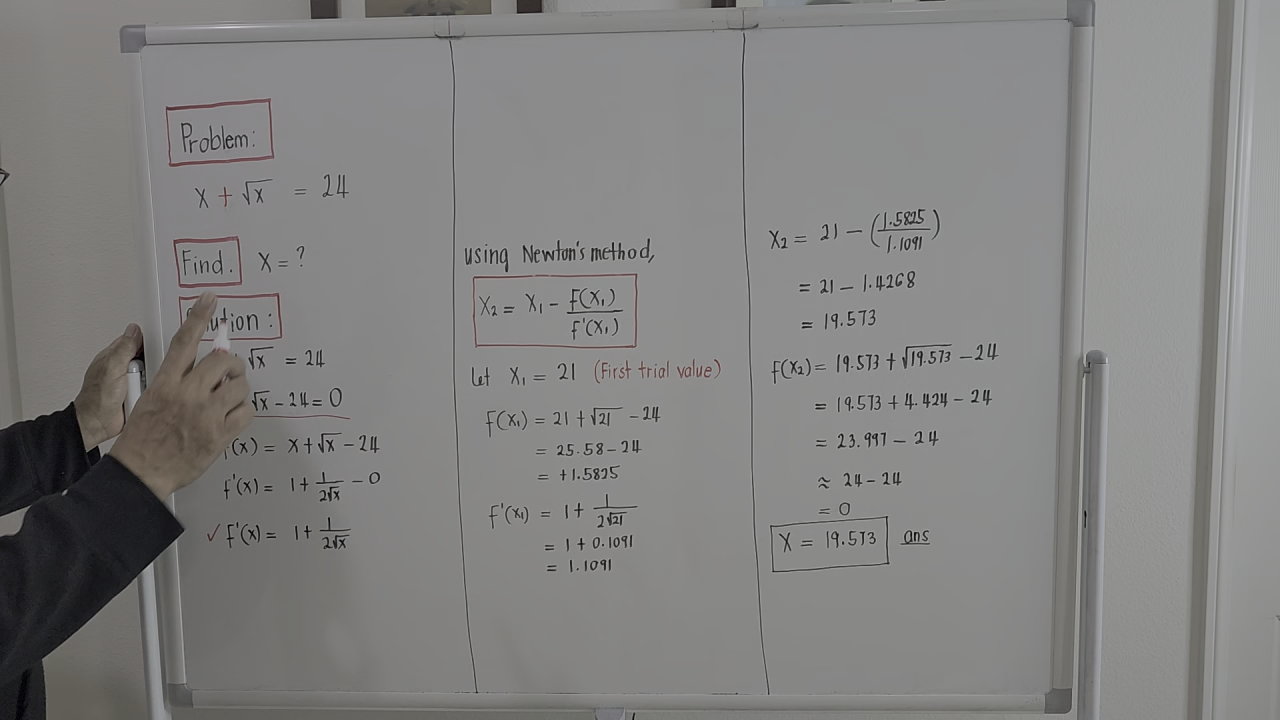 Problem:
x + √x = 24
Find. x = ?
ution :
√x = 24
√x - 24 = 0
(x) = x + √x - 24
f'(x) = 1 + 1/2√x - 0
✓ f'(x) = 1 + 1/2√x
using Newton's method,
x₂ = x₁ - f(x₁)/f'(x₁)
let x₁ = 21 (First trial value)
f(x₁) = 21 + √21 - 24
= 25.58 - 24
= +1.5825
f'(x₁) = 1 + 1/2√21
= 1 + 0.1091
= 1.1091
x₂ = 21 - (1.5825/1.1091)
= 21 - 1.4268
= 19.573
f(x₂) = 19.573 + √19.573 - 24
= 19.573 + 4.424 - 24
= 23.997 - 24
≈ 24 - 24
= 0
x = 19.573 ans